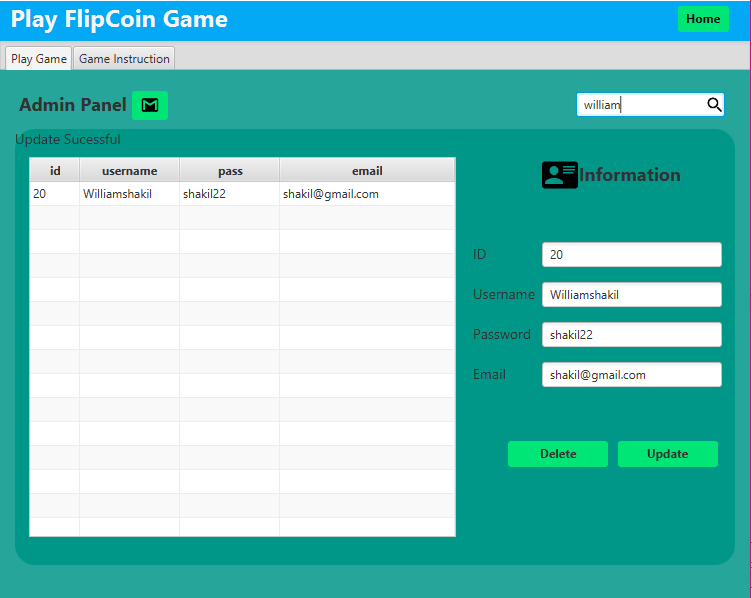 Play FlipCoin Game
Home
Play Game
Game Instruction
Admin Panel
william
Update Sucessful
id username pass email
20 Williamshakil shakil22 shakil@gmail.com
Information
ID 20
Username Williamshakil
Password shakil22
Email shakil@gmail.com
Delete
Update